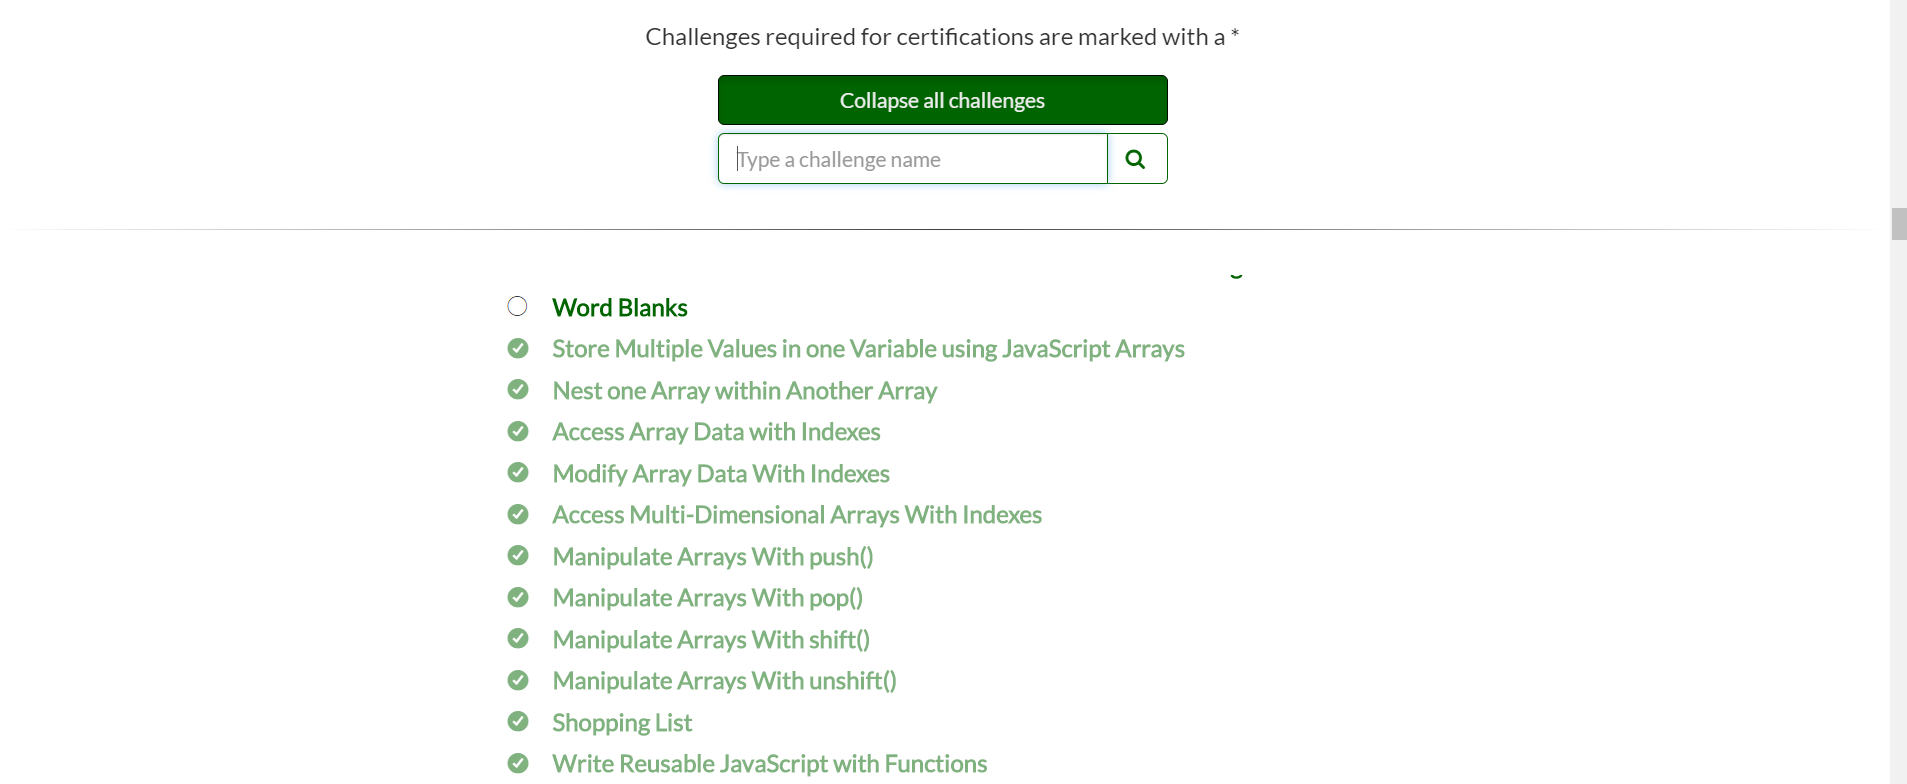 Challenges required for certifications are marked with a *
Collapse all challenges
Type a challenge name
Word Blanks
Store Multiple Values in one Variable using JavaScript Arrays
Nest one Array within Another Array
Access Array Data with Indexes
Modify Array Data With Indexes
Access Multi-Dimensional Arrays With Indexes
Manipulate Arrays With push()
Manipulate Arrays With pop()
Manipulate Arrays With shift()
Manipulate Arrays With unshift()
Shopping List
Write Reusable JavaScript with Functions